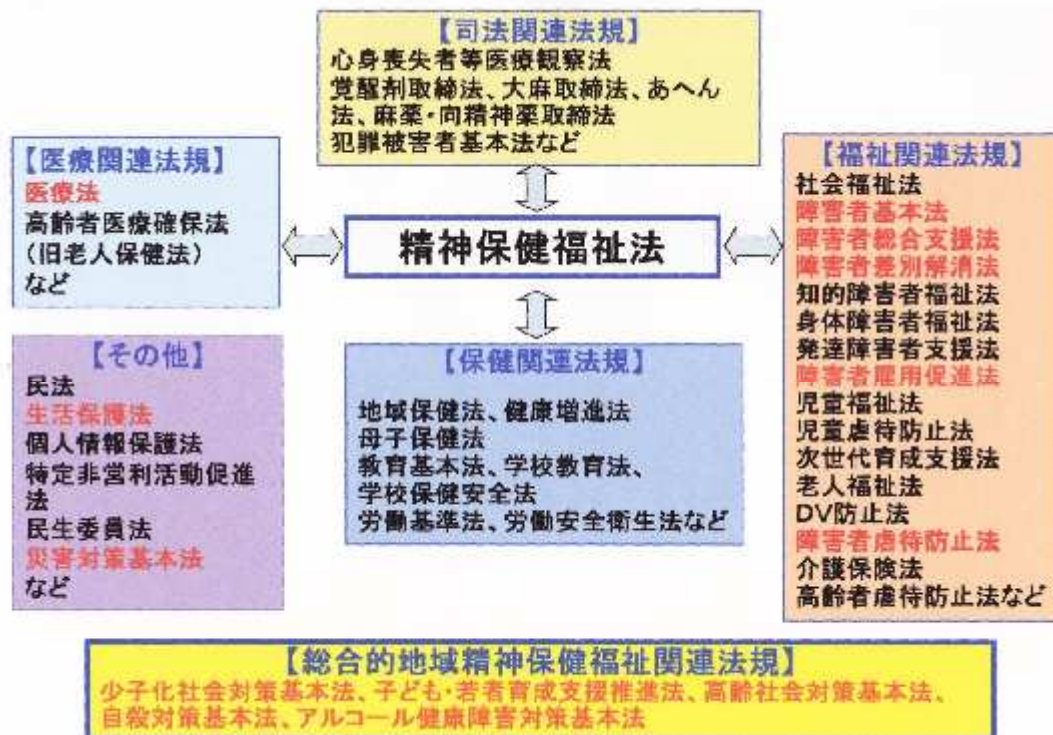 【司法関連法規】
心身喪失者等医療観察法
覚醒剤取締法、大麻取締法、あへん
法、麻薬・向精神薬取締法
犯罪被害者基本法など
【医療関連法規】
医療法
高齢者医療確保法
(旧老人保健法)
など
精神保健福祉法
【福祉関連法規】
社会福祉法
障害者基本法
障害者総合支援法
障害者差別解消法
知的障害者福祉法
身体障害者福祉法
発達障害者支援法
障害者雇用促進法
児童福祉法
児童虐待防止法
次世代育成支援法
老人福祉法
DV防止法
障害者虐待防止法
介護保険法
高齢者虐待防止法など
【その他】
民法
生活保護法
個人情報保護法
特定非営利活動促進
法
民生委員法
災害対策基本法
など
【保健関連法規】
地域保健法、健康増進法
母子保健法
教育基本法、学校教育法、
学校保健安全法
労働基準法、労働安全衛生法など
【総合的地域精神保健福祉関連法規】
少子化社会対策基本法、子ども・若者育成支援推進法、高齢社会対策基本法、
自殺対策基本法、アルコール健康障害対策基本法